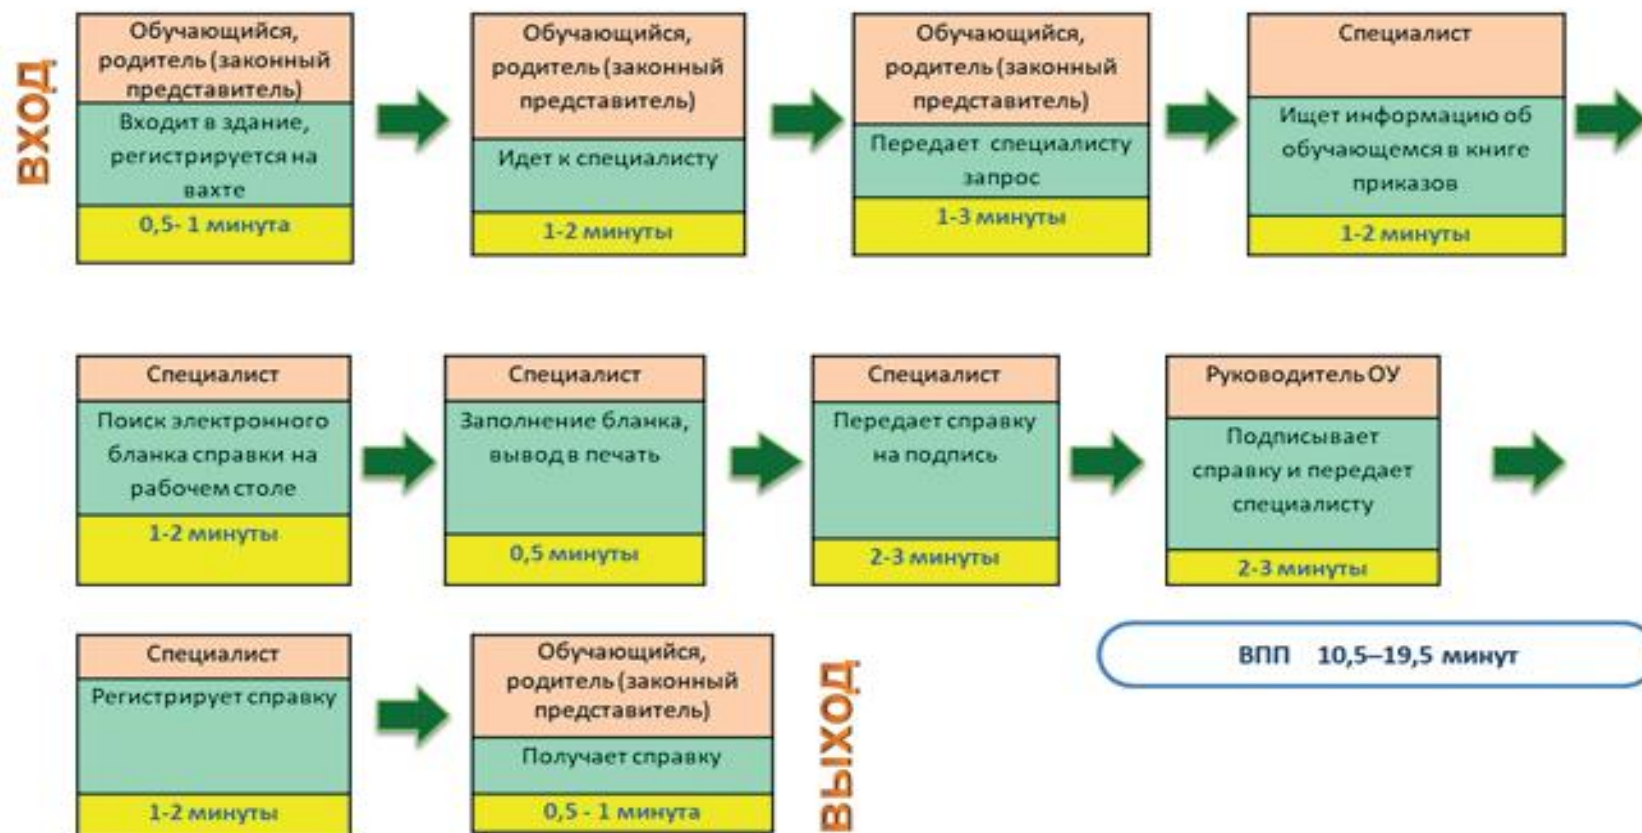 ВХОД
Обучающийся,
родитель (законный
представитель)
Входит в здание,
регистрируется на
вахте
0,5- 1 минута
Обучающийся,
родитель (законный
представитель)
Идет к специалисту
1-2 минуты
Обучающийся,
родитель (законный
представитель)
Передает специалисту
запрос
1-3 минуты
Специалист
Ищет информацию об
обучающемся в книге
приказов
1-2 минуты
Специалист
Поиск электронного
бланка справки на
рабочем столе
1-2 минуты
Специалист
Заполнение бланка,
вывод в печать
0,5 минуты
Специалист
Передает справку
на подпись
2-3 минуты
Руководитель ОУ
Подписывает
справку и передает
специалисту
2-3 минуты
Специалист
Регистрирует справку
1-2 минуты
Обучающийся,
родитель (законный
представитель)
Получает справку
0,5 - 1 минута
ВЫХОД
ВПП 10,5–19,5 минут